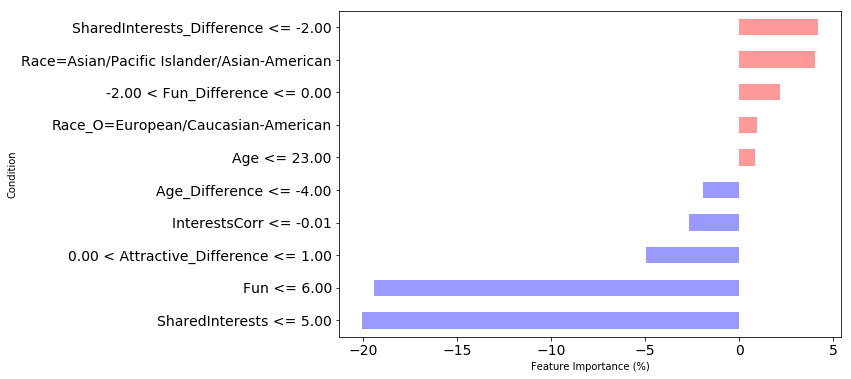 SharedInterests_Difference <= -2.00
Race=Asian/Pacific Islander/Asian-American
-2.00 < Fun_Difference <= 0.00
Race_O=European/Caucasian-American
Age <= 23.00
Age_Difference <= -4.00
InterestsCorr <= -0.01
0.00 < Attractive_Difference <= 1.00
Fun <= 6.00
SharedInterests <= 5.00
Condition
−20 −15 −10 −5 0 5
Feature Importance (%)